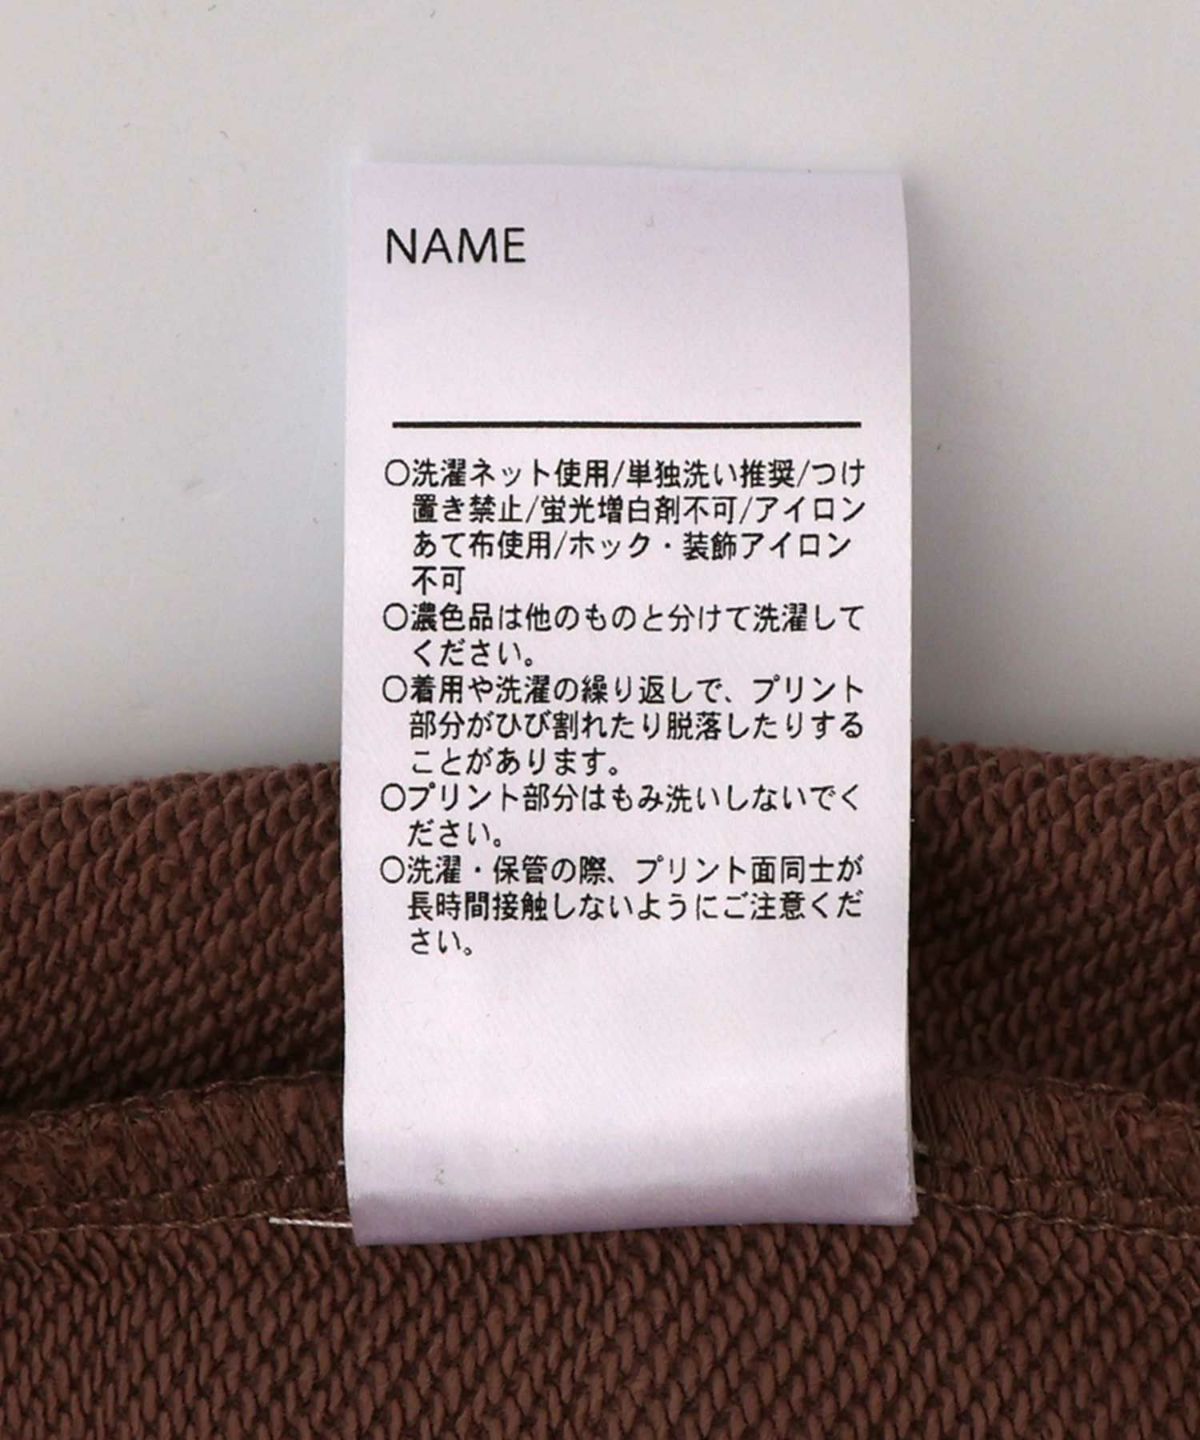 NAME
○洗濯ネット使用/単独洗い推奨/つけ
置き禁止/蛍光増白剤不可/アイロン
あて布使用/ホック・装飾アイロン
不可
○濃色品は他のものと分けて洗濯して
ください。
○着用や洗濯の繰り返しで、プリント
部分がひび割れたり脱落したりする
ことがあります。
○プリント部分はもみ洗いしないでく
ださい。
○洗濯・保管の際、プリント面同士が
長時間接触しないようにご注意くだ
さい。